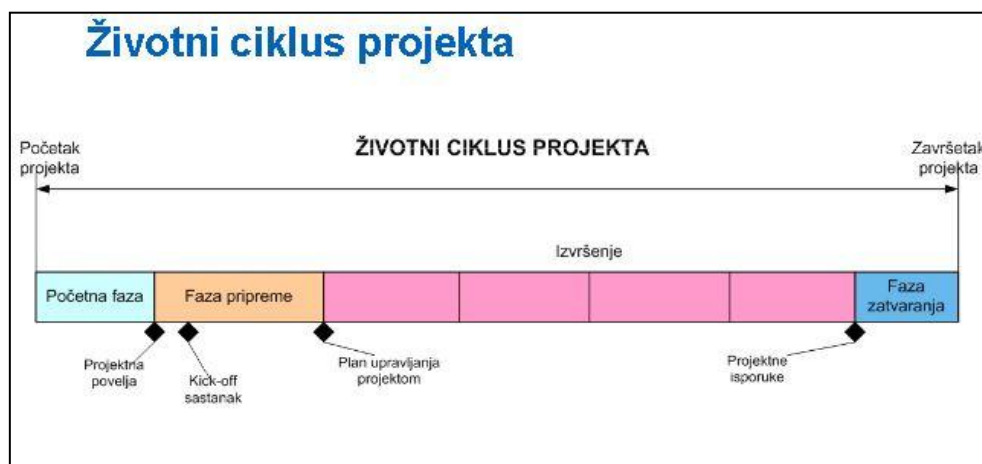 Životni ciklus projekta
Početak
projekta
ŽIVOTNI CIKLUS PROJEKTA
Završetak
projekta
Izvršenje
Početna faza
Faza pripreme
Faza
zatvaranja
Projektna
povelja
Kick-off
sastanak
Plan upravljanja
projektom
Projektne
isporuke